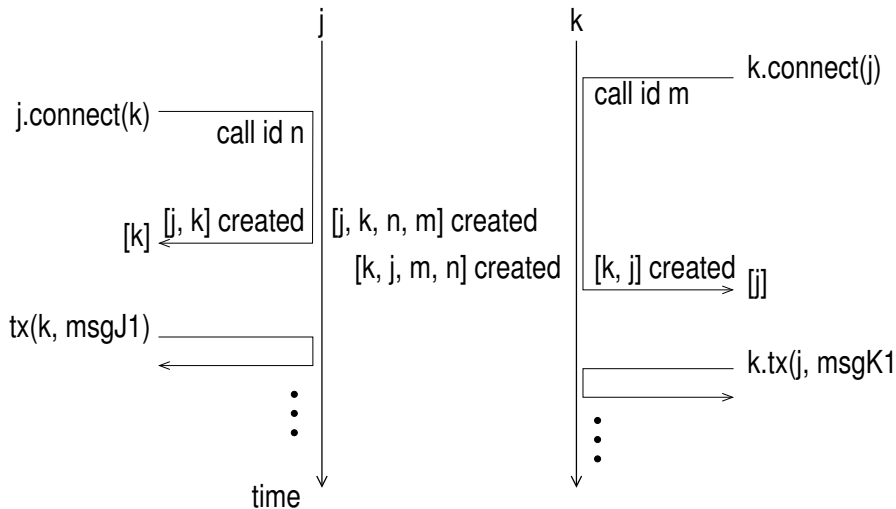 j
k
k.connect(j)
call id m
j.connect(k)
call id n
[j, k] created
[j, k, n, m] created
[k]
[k, j, m, n] created
[k, j] created
[j]
tx(k, msgJ1)
k.tx(j, msgK1
time